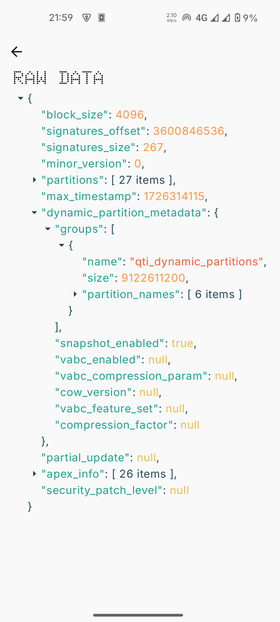 21:59 2,10 KB/s 4G 9%
RAW DATA
{
"block_size": 4096,
"signatures_offset": 3600846536,
"signatures_size": 267,
"minor_version": 0,
"partitions": [ 27 items ],
"max_timestamp": 1726314115,
"dynamic_partition_metadata": {
"groups": [
{
"name": "qti_dynamic_partitions",
"size": 9122611200,
"partition_names": [ 6 items ]
}
],
"snapshot_enabled": true,
"vabc_enabled": null,
"vabc_compression_param": null,
"cow_version": null,
"vabc_feature_set": null,
"compression_factor": null
},
"partial_update": null,
"apex_info": [ 26 items ],
"security_patch_level": null
}